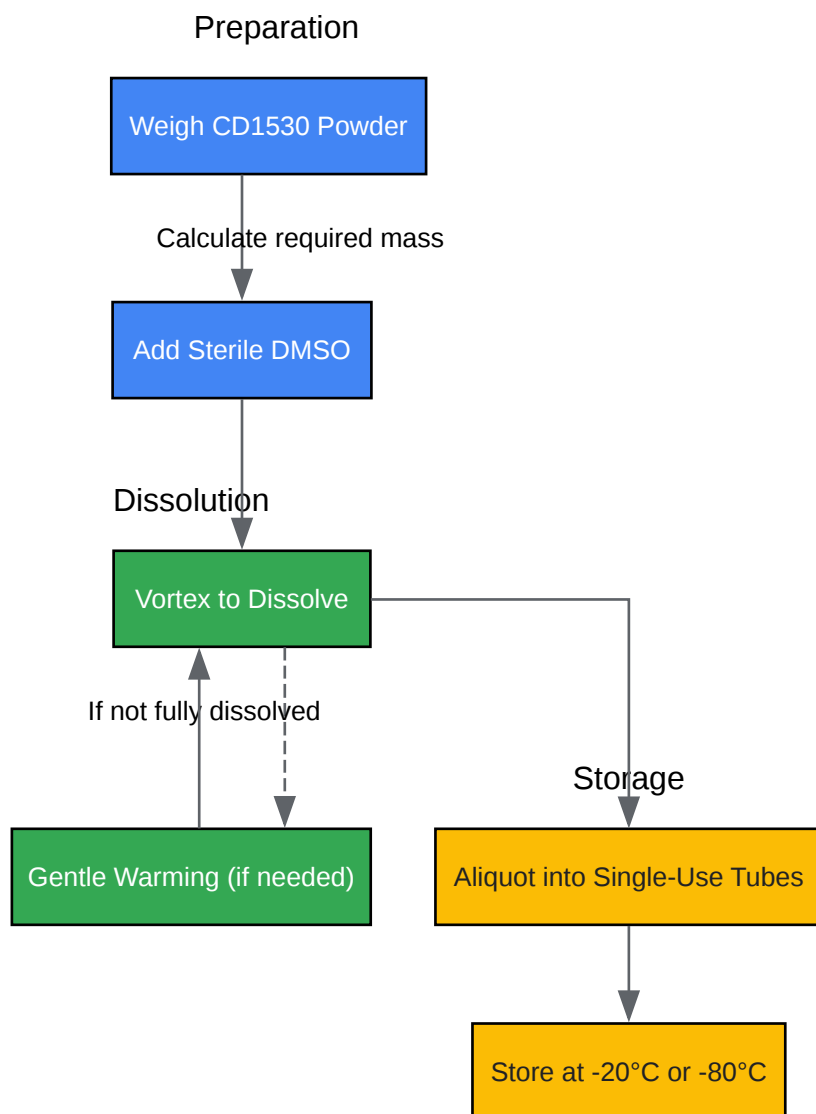 Preparation
Weigh CD1530 Powder
Calculate required mass
Add Sterile DMSO
Dissolution
Vortex to Dissolve
If not fully dissolved
Storage
Gentle Warming (if needed)
Aliquot into Single-Use Tubes
Store at -20°C or -80°C